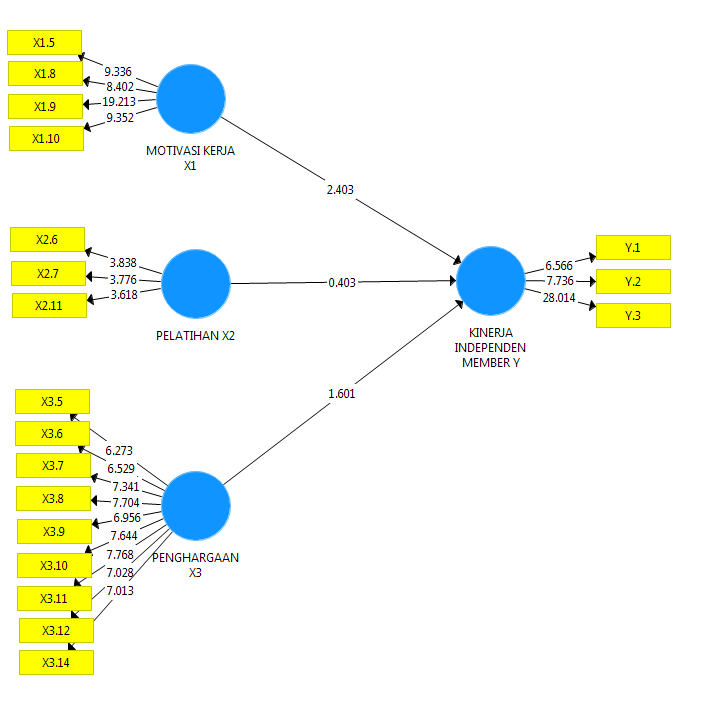 X1.5
X1.8
X1.9
X1.10
9.336
8.402
19.213
9.352
MOTIVASI KERJA
X1
2.403
X2.6
X2.7
X2.11
3.838
3.776
3.618
PELATIHAN X2
0.403
Y.1
Y.2
Y.3
6.566
7.736
28.014
KINERJA
INDEPENDEN
MEMBER Y
1.601
X3.5
X3.6
X3.7
X3.8
X3.9
X3.10
X3.11
X3.12
X3.14
6.273
6.529
7.341
7.704
6.956
7.644
7.768
7.028
7.013
PENGHARGAAN
X3